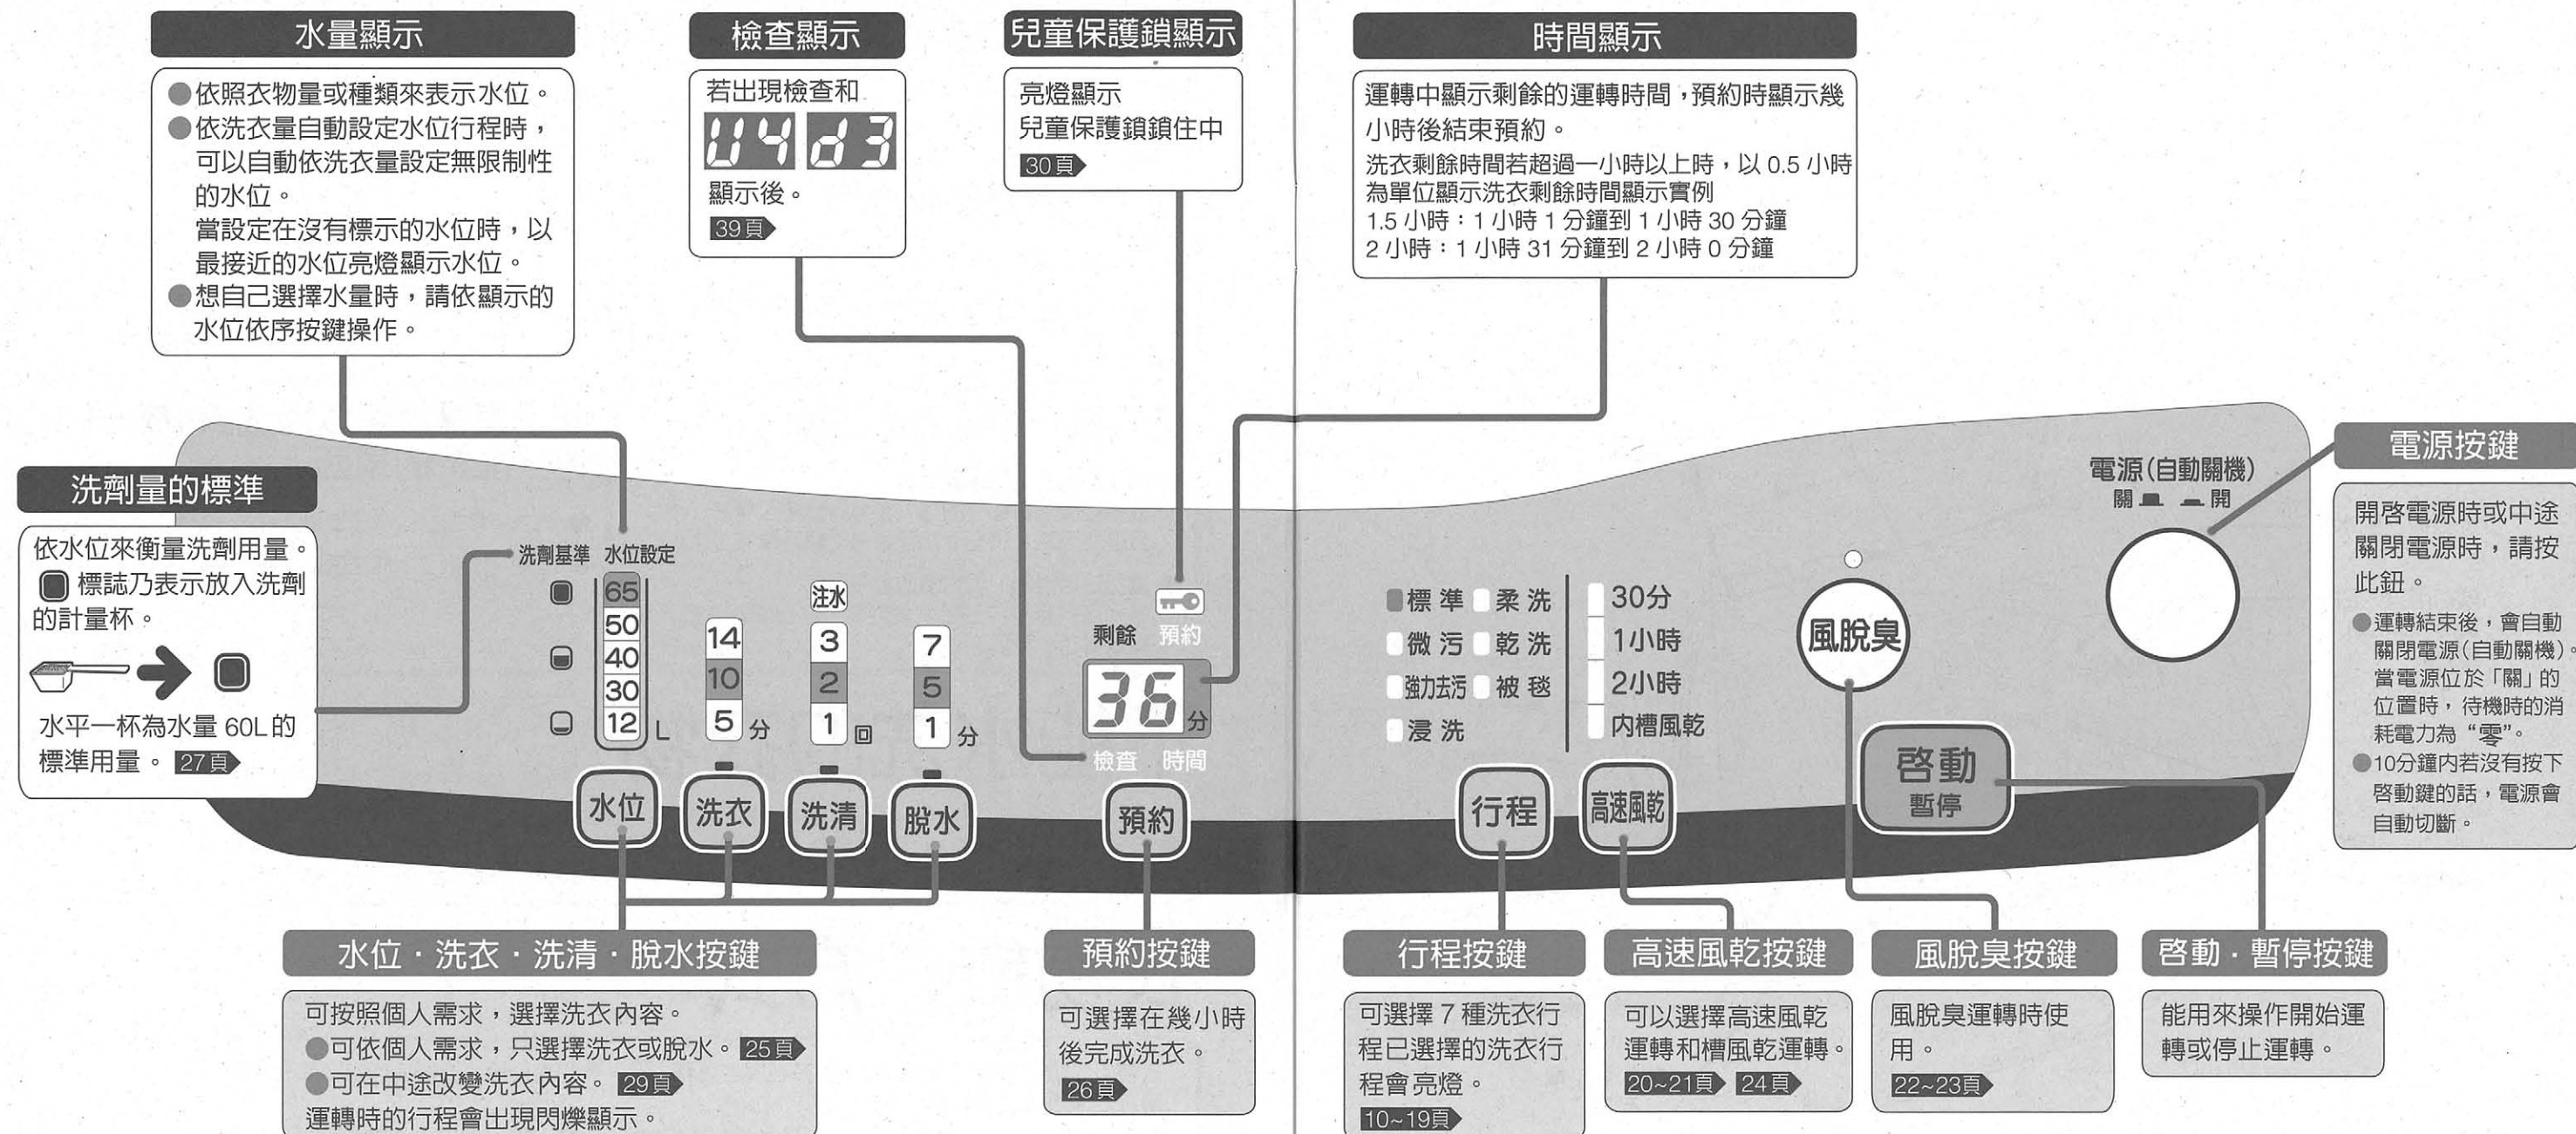 水量顯示
●依照衣物量或種類來表示水位。
●依洗衣量自動設定水位行程時，
可以自動依洗衣量設定無限制性
的水位。
當設定在沒有標示的水位時，以
最接近的水位亮燈顯示水位。
●想自己選擇水量時，請依顯示的
水位依序按鍵操作。
檢查顯示
若出現檢查和
U4 d3
顯示後。
39頁
兒童保護鎖顯示
亮燈顯示
兒童保護鎖鎖住中
30頁
時間顯示
運轉中顯示剩餘的運轉時間，預約時顯示幾
小時後結束預約。
洗衣剩餘時間若超過一小時以上時，以 0.5 小時
為單位顯示洗衣剩餘時間顯示實例
1.5 小時：1 小時 1 分鐘到 1 小時 30 分鐘
2 小時：1 小時 31 分鐘到 2 小時 0 分鐘
洗劑量的標準
依水位來衡量洗劑用量。
標誌乃表示放入洗劑
的計量杯。
水平一杯為水量 60L的
標準用量。 27頁
洗劑基準 水位設定
65
50
40
30
12 L
14
10
5 分
注水
3
2
1 回
7
5
1 分
剩餘 預約
36 分
檢查 時間
水位
洗衣
洗清
脫水
預約
標準 柔洗
微污 乾洗
強力去污 被毯
浸洗
30分
1小時
2小時
內槽風乾
行程
高速風乾
風脫臭
啓動
暫停
電源(自動關機)
關 開
電源按鍵
開啓電源時或中途
關閉電源時，請按
此鈕。
●運轉結束後，會自動
關閉電源(自動關機)。
當電源位於「關」的
位置時，待機時的消
耗電力為“零”。
●10分鐘內若沒有按下
啓動鍵的話，電源會
自動切斷。
水位．洗衣．洗清．脫水按鍵
可按照個人需求，選擇洗衣內容。
●可依個人需求，只選擇洗衣或脫水。 25頁
●可在中途改變洗衣內容。 29頁
運轉時的行程會出現閃爍顯示。
預約按鍵
可選擇在幾小時
後完成洗衣。
26頁
行程按鍵
可選擇 7 種洗衣行
程已選擇的洗衣行
程會亮燈。
10~19頁
高速風乾按鍵
可以選擇高速風乾
運轉和槽風乾運轉。
20~21頁 24頁
風脫臭按鍵
風脫臭運轉時使
用。
22~23頁
啓動．暫停按鍵
能用來操作開始運
轉或停止運轉。